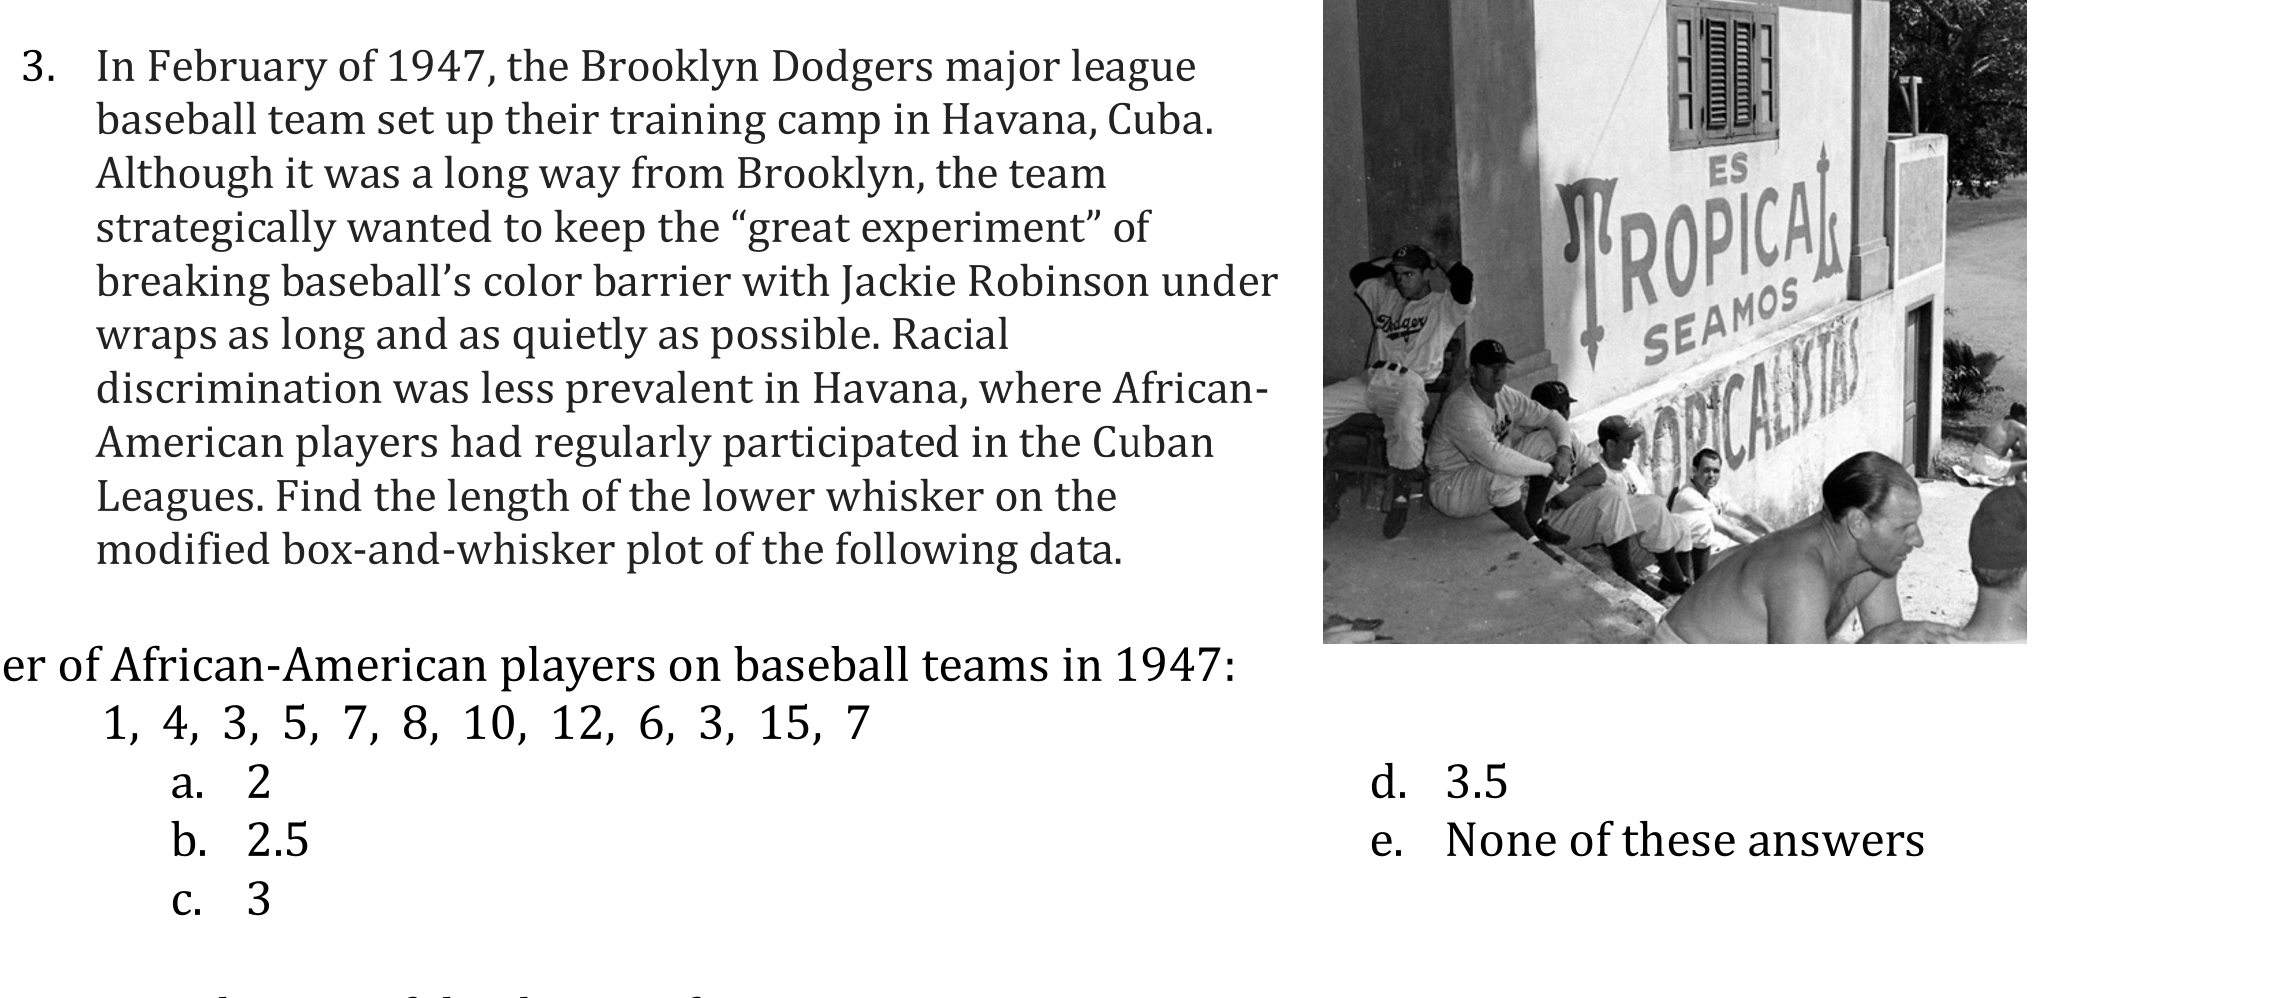 3. In February of 1947, the Brooklyn Dodgers major league
baseball team set up their training camp in Havana, Cuba.
Although it was a long way from Brooklyn, the team
strategically wanted to keep the “great experiment” of
breaking baseball’s color barrier with Jackie Robinson under
wraps as long and as quietly as possible. Racial
discrimination was less prevalent in Havana, where African-
American players had regularly participated in the Cuban
Leagues. Find the length of the lower whisker on the
modified box-and-whisker plot of the following data.
ES
TROPICAL
SEAMOS
Dodgers
er of African-American players on baseball teams in 1947:
1, 4, 3, 5, 7, 8, 10, 12, 6, 3, 15, 7
a. 2
b. 2.5
c. 3
d. 3.5
e. None of these answers